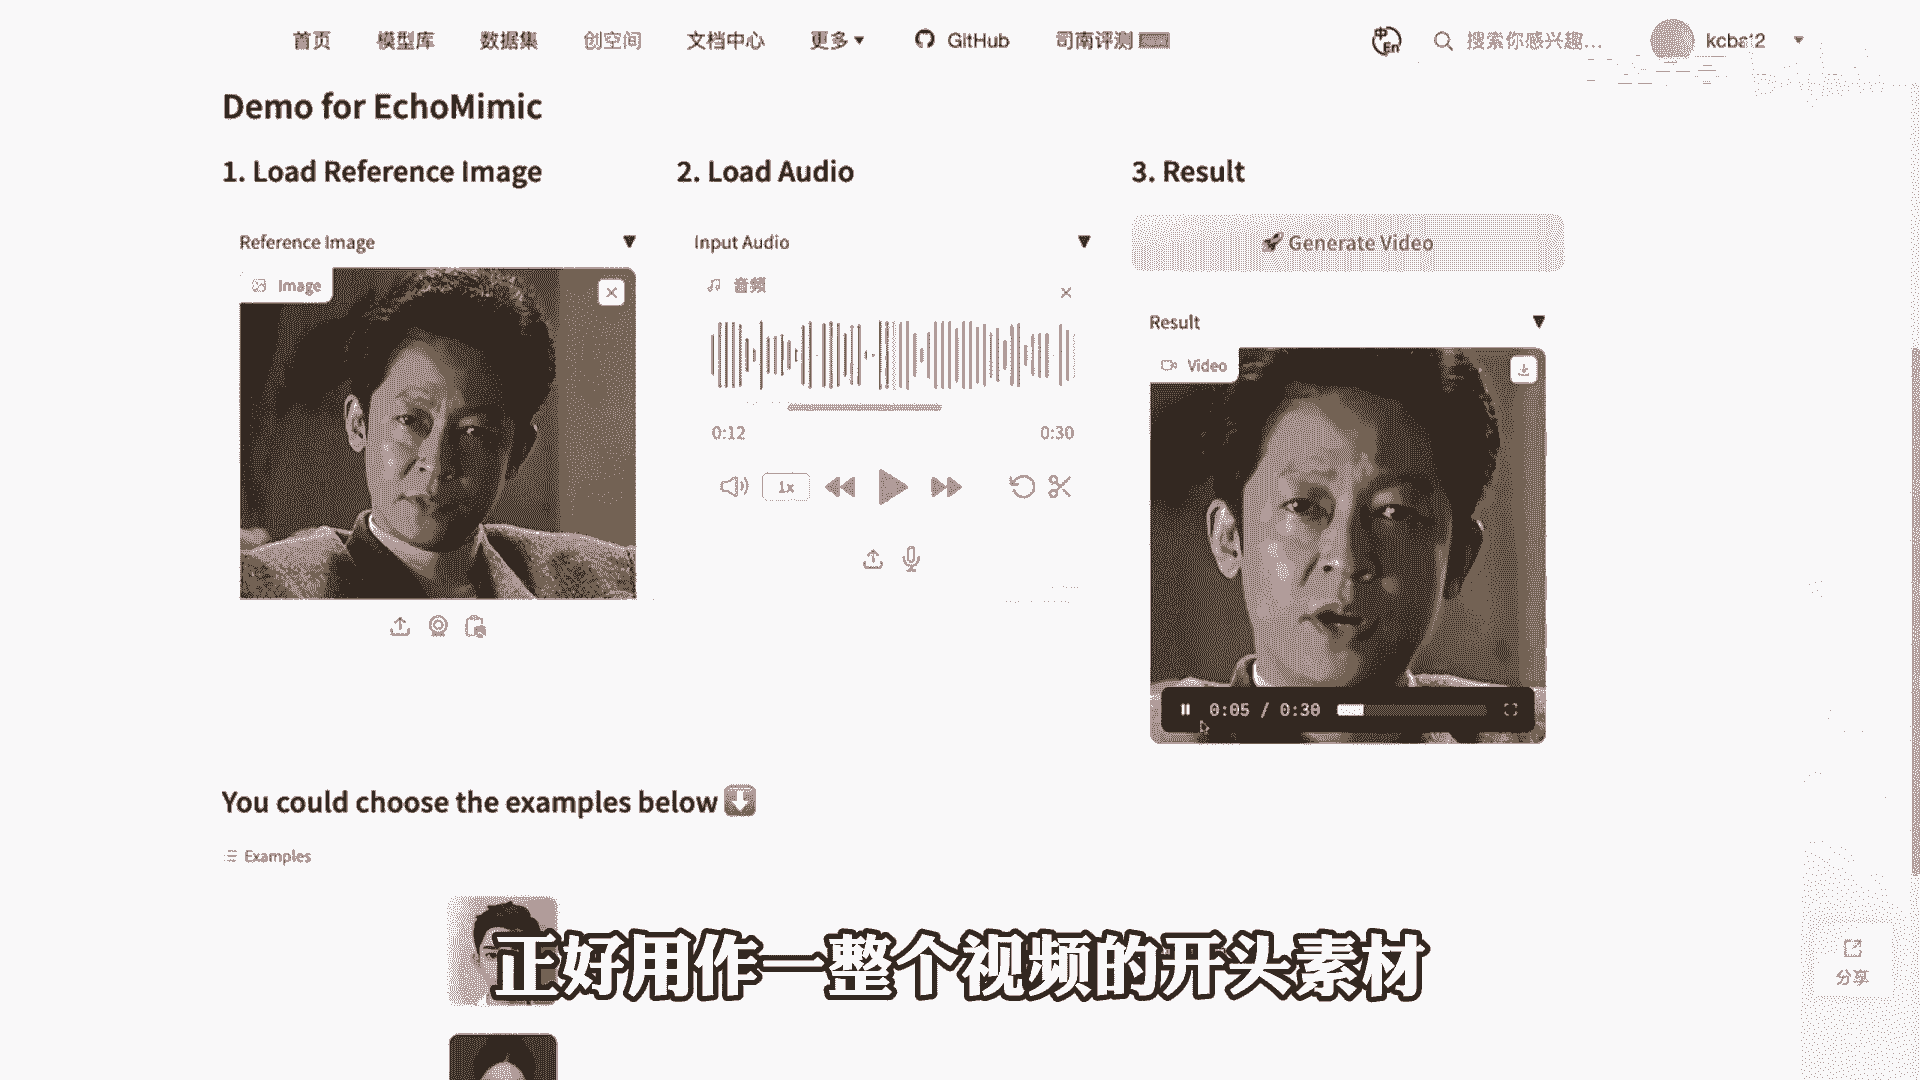 首页 模型库 数据集 创空间 文档中心 更多 GitHub 司南评测
中 En 搜索你感兴趣... kcba12
Demo for EchoMimic
1. Load Reference Image
2. Load Audio
3. Result
Reference Image
Input Audio
Generate Video
Image
音频
Result
Video
0:12
0:30
1x
0:05 / 0:30
You could choose the examples below
Examples
正好用作一整个视频的开头素材
分享